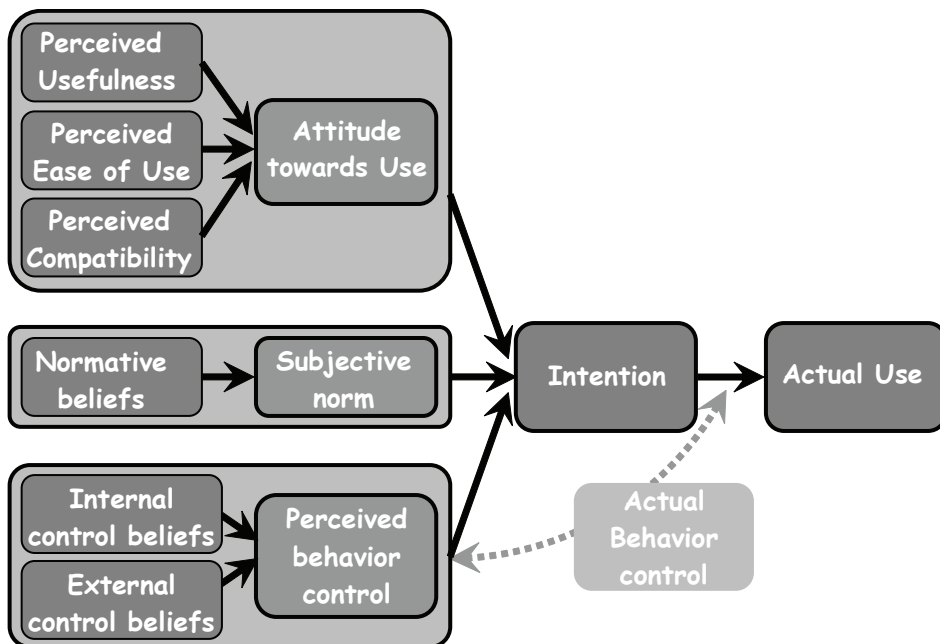 Perceived
Usefulness
Perceived
Ease of Use
Perceived
Compatibility
Attitude
towards Use
Normative
beliefs
Subjective
norm
Intention
Actual Use
Internal
control beliefs
External
control beliefs
Perceived
behavior
control
Actual
Behavior
control